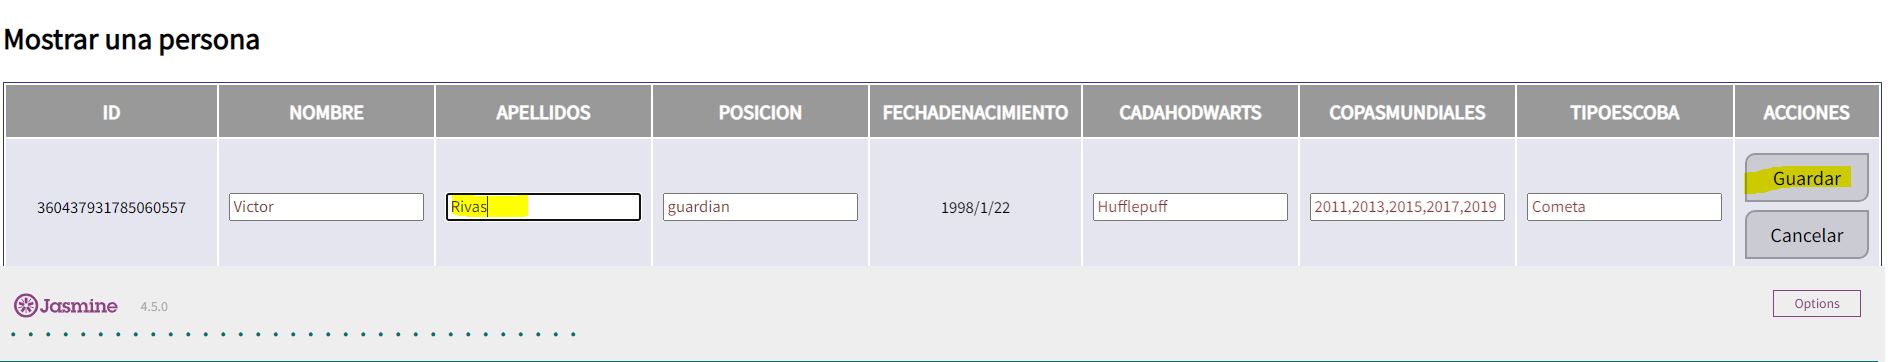 Mostrar una persona
ID NOMBRE APELLIDOS POSICION FECHADENACIMIENTO CADAHODWARTS COPASMUNDIALES TIPOESCOBA ACCIONES
360437931785060557 Victor Rivas guardian 1998/1/22 Hufflepuff 2011,2013,2015,2017,2019 Cometa Guardar
Cancelar
Jasmine 4.5.0 Options